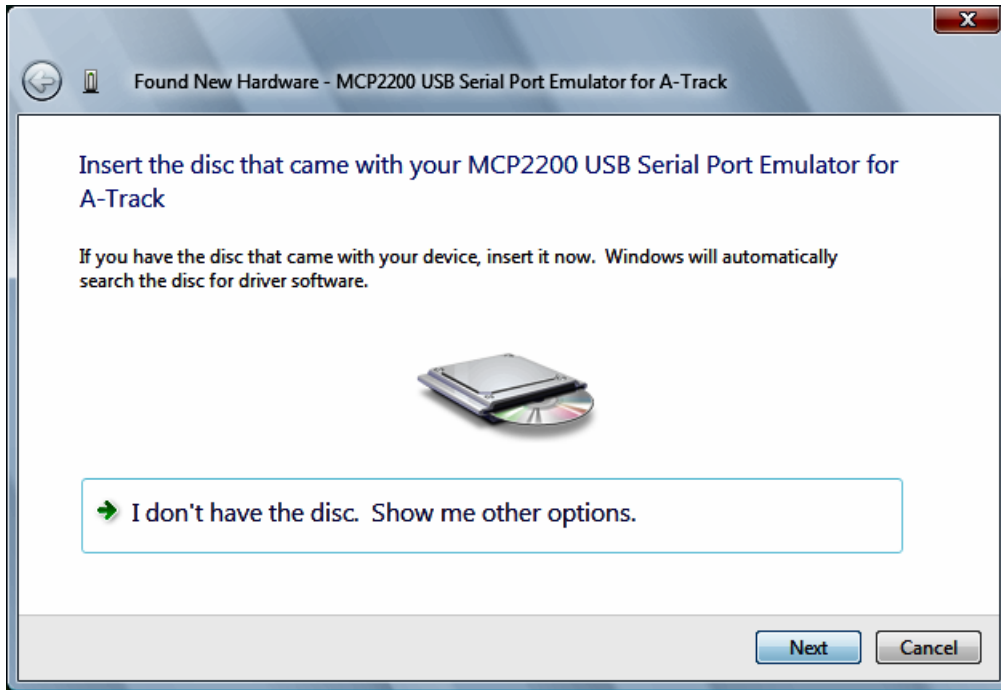 Found New Hardware - MCP2200 USB Serial Port Emulator for A-Track
Insert the disc that came with your MCP2200 USB Serial Port Emulator for
A-Track
If you have the disc that came with your device, insert it now.  Windows will automatically
search the disc for driver software.
I don't have the disc.  Show me other options.
Next
Cancel